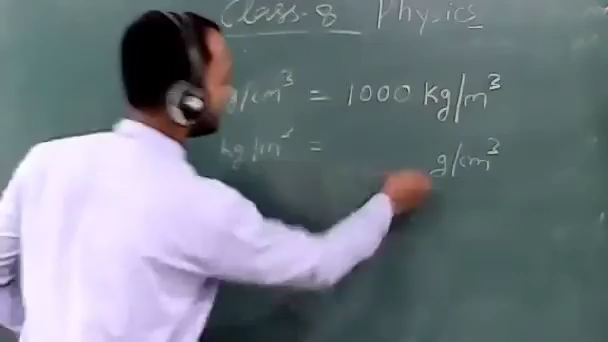 Class-8 Physics
g/cm³ = 1000 kg/m³
kg/m³ = g/cm³